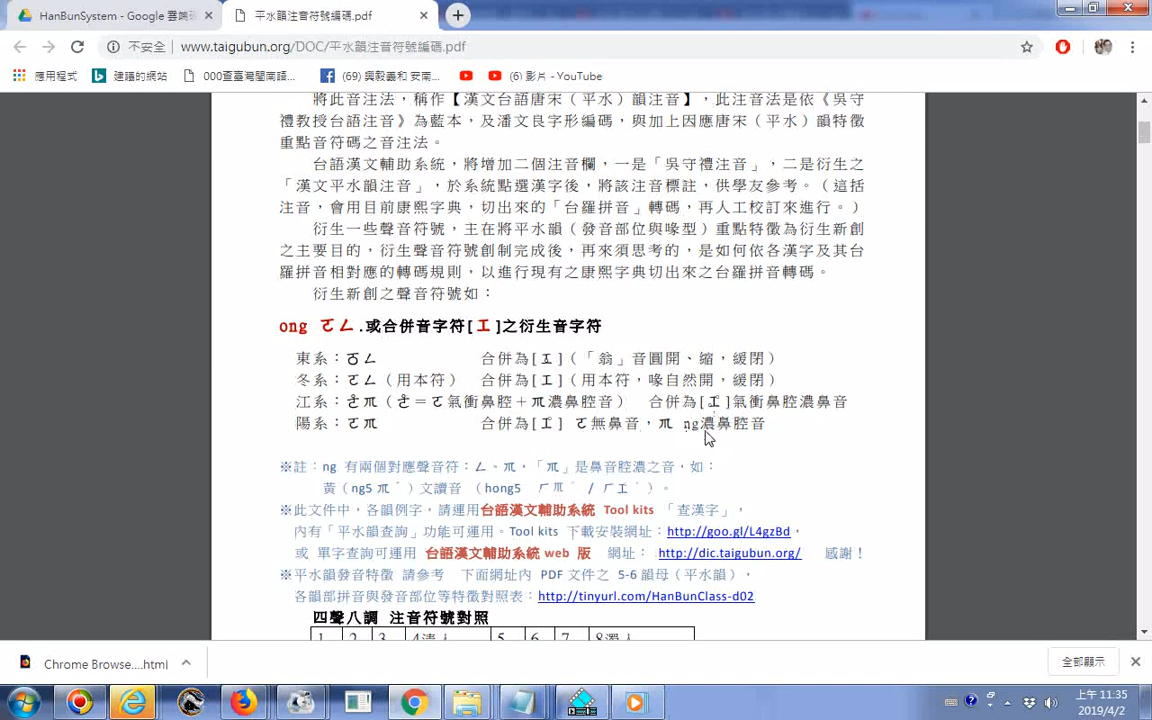 HanBunSystem - Google 雲端硬
平水韻注音符號編碼.pdf
不安全 www.taigubun.org/DOC/平水韻注音符號編碼.pdf
應用程式 建議的網站 000查臺灣閩南語... (69) 興毅義和 安南... (6) 影片 - YouTube
將此音注法，稱作【漢文台語唐宋（平水）韻注音】，此注音法是依《吳守
禮教授台語注音》為藍本，及潘文良字形編碼，與加上因應唐宋（平水）韻特徵
重點音符碼之音注法。
台語漢文輔助系統，將增加二個注音欄，一是「吳守禮注音」，二是衍生之
「漢文平水韻注音」，於系統點選漢字後，將該注音標註，供學友參考。（這括
注音，會用目前康熙字典，切出來的「台羅拼音」轉碼，再人工校訂來進行。）
衍生一些聲音符號，主在將平水韻（發音部位與喙型）重點特徵為衍生新創
之主要目的，衍生聲音符號創制完成後，再來須思考的，是如何依各漢字及其台
羅拼音相對應的轉碼規則，以進行現有之康熙字典切出來之台羅拼音轉碼。
衍生新創之聲音符號如：
ong ㄛㄥ.或合併音字符[ㆲ]之衍生音字符
東系： 合併為[ ]（「翁」音圓開、縮，緩閉）
冬系：ㄛㄥ（用本符） 合併為[ㆲ]（用本符，喙自然開，緩閉）
江系： 氣衝鼻腔＋ 濃鼻腔音） 合併為[ ]氣衝鼻腔濃鼻音
陽系： 合併為[ ] ㄛ無鼻音， ng濃鼻腔音
※註：ng 有兩個對應聲音符：ㄥ。ㆭ，「ㆭ」是鼻音腔濃之音，如：
黃（ng5 ㆭˊ）文讀音 （hong5 ㄏㆭˊ / ㄏㆲˊ）。
※此文件中，各韻例字，請運用台語漢文輔助系統 Tool kits 「查漢字」，
內有「平水韻查詢」功能可運用。Tool kits 下載安裝網址：http://goo.gl/L4gzBd，
或 單字查詢可運用 台語漢文輔助系統 web 版 網址： http://dic.taigubun.org/ 感謝！
※平水韻發音特徵 請參考 下面網址內 PDF 文件之 5-6 韻母（平水韻），
各韻部拼音與發音部位等特徵對照表：http://tinyurl.com/HanBunClass-d02
四聲八調 注音符號對照
1 2 3 4清入 5 6 7 8濁入
Chrome Browse....html 全部顯示
上午 11:35
2019/4/2